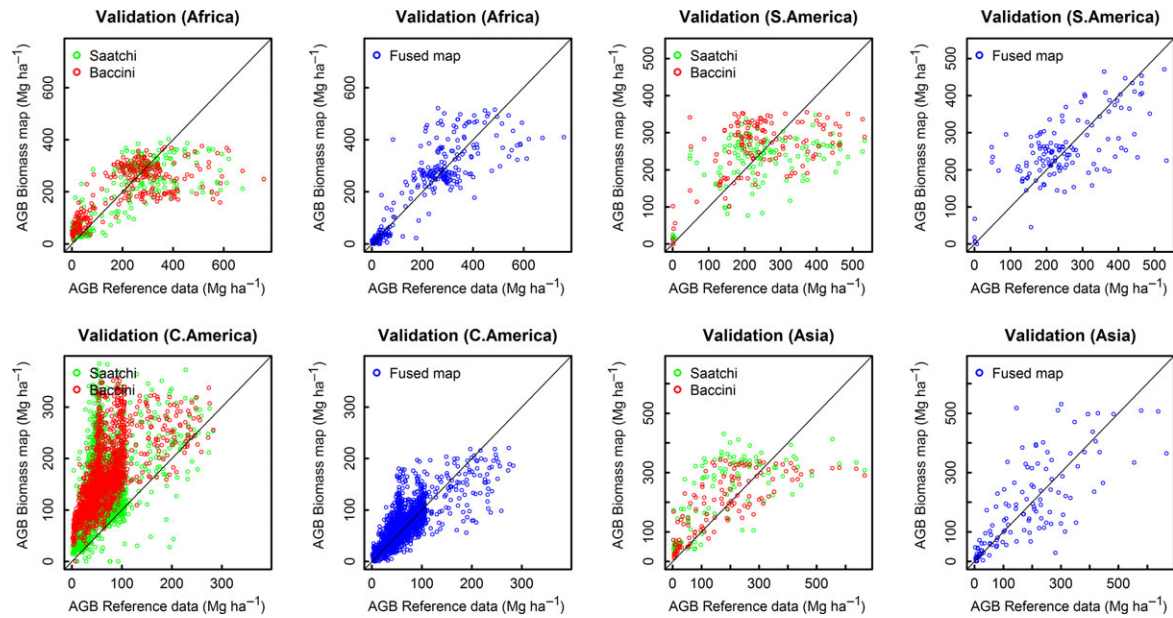 Validation (Africa)
Saatchi
Baccini
AGB Biomass map (Mg ha⁻¹)
0
200
400
600
0
200
400
600
AGB Reference data (Mg ha⁻¹)
Validation (Africa)
Fused map
AGB Biomass map (Mg ha⁻¹)
0
200
400
600
0
200
400
600
AGB Reference data (Mg ha⁻¹)
Validation (S.America)
Saatchi
Baccini
AGB Biomass map (Mg ha⁻¹)
0
100
200
300
400
500
0
100
200
300
400
500
AGB Reference data (Mg ha⁻¹)
Validation (S.America)
Fused map
AGB Biomass map (Mg ha⁻¹)
0
100
200
300
400
500
0
100
200
300
400
500
AGB Reference data (Mg ha⁻¹)
Validation (C.America)
Saatchi
Baccini
AGB Biomass map (Mg ha⁻¹)
0
100
200
300
0
100
200
300
AGB Reference data (Mg ha⁻¹)
Validation (C.America)
Fused map
AGB Biomass map (Mg ha⁻¹)
0
100
200
300
0
100
200
300
AGB Reference data (Mg ha⁻¹)
Validation (Asia)
Saatchi
Baccini
AGB Biomass map (Mg ha⁻¹)
0
100
300
500
0
100
300
500
AGB Reference data (Mg ha⁻¹)
Validation (Asia)
Fused map
AGB Biomass map (Mg ha⁻¹)
0
100
300
500
0
100
300
500
AGB Reference data (Mg ha⁻¹)